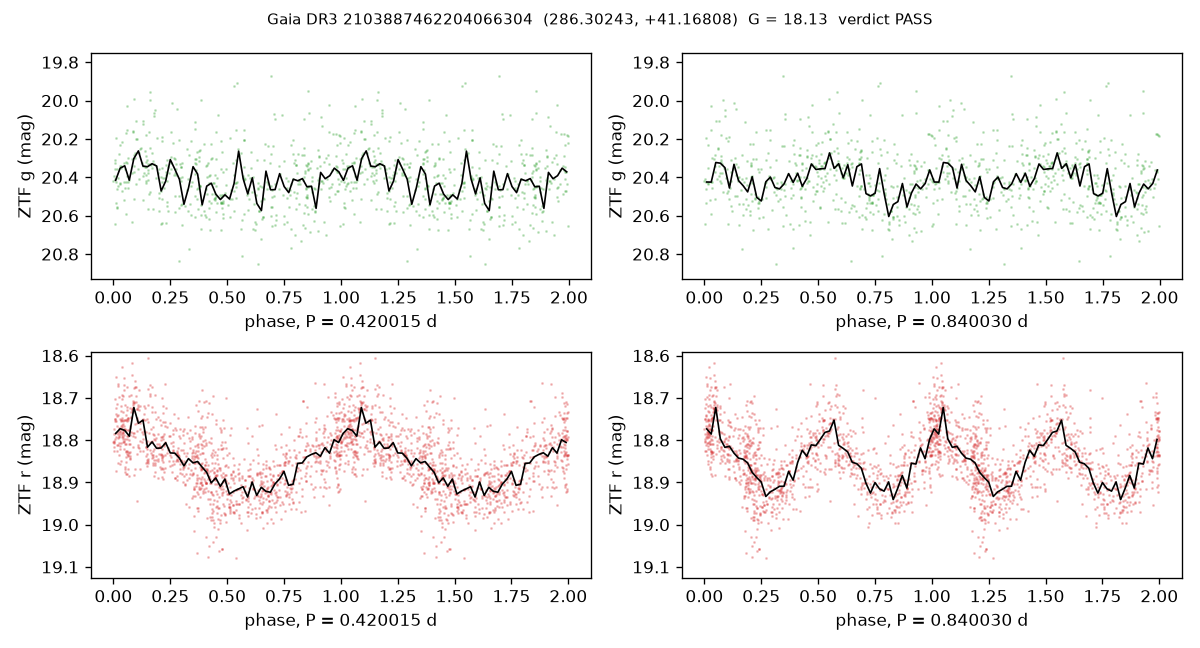 Gaia DR3 2103887462204066304 (286.30243, +41.16808) G = 18.13 verdict PASS
19.8
20.0
20.2
20.4
20.6
20.8
ZTF g (mag)
0.00 0.25 0.50 0.75 1.00 1.25 1.50 1.75 2.00
phase, P = 0.420015 d
19.8
20.0
20.2
20.4
20.6
20.8
ZTF g (mag)
0.00 0.25 0.50 0.75 1.00 1.25 1.50 1.75 2.00
phase, P = 0.840030 d
18.6
18.7
18.8
18.9
19.0
19.1
ZTF r (mag)
0.00 0.25 0.50 0.75 1.00 1.25 1.50 1.75 2.00
phase, P = 0.420015 d
18.6
18.7
18.8
18.9
19.0
19.1
ZTF r (mag)
0.00 0.25 0.50 0.75 1.00 1.25 1.50 1.75 2.00
phase, P = 0.840030 d